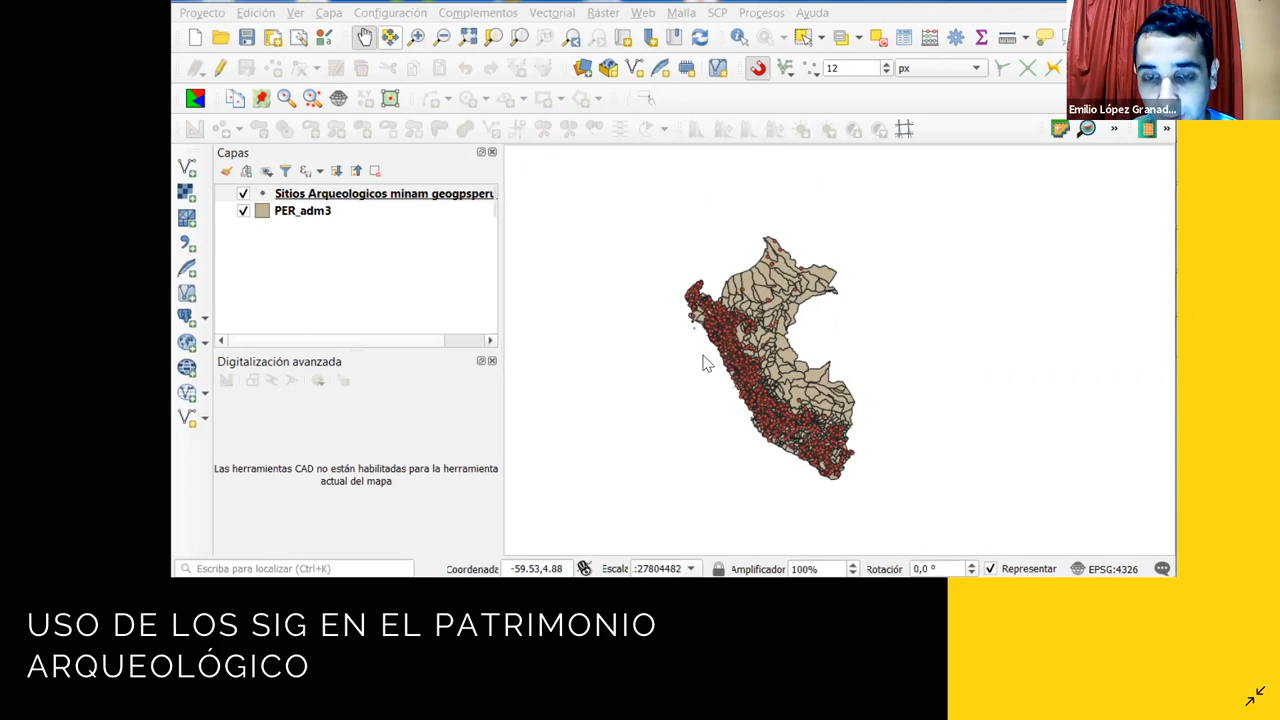 Proyecto Edición Ver Capa Configuración Complementos Vectorial Ráster Web Malla SCP Procesos Ayuda
12 px
Emilio López Granad...
Capas
Sitios Arqueologicos minam geogpsperu
PER_adm3
Digitalización avanzada
Las herramientas CAD no están habilitadas para la herramienta
actual del mapa
Escriba para localizar (Ctrl+K) Coordenada -59.53,4.88 Escala :27804482 Amplificador 100% Rotación 0,0 ° Representar EPSG:4326
USO DE LOS SIG EN EL PATRIMONIO
ARQUEOLÓGICO